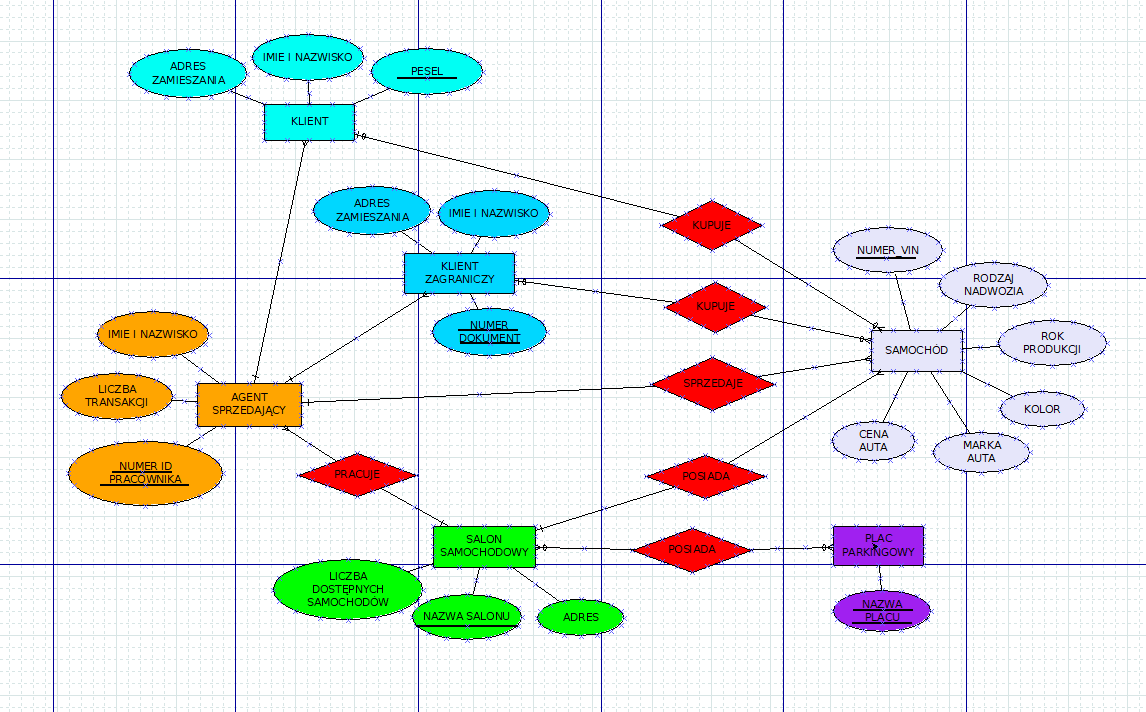 ADRES
ZAMIESZANIA
IMIE I NAZWISKO
PESEL
KLIENT
ADRES
ZAMIESZANIA
IMIE I NAZWISKO
KUPUJE
NUMER_VIN
KLIENT
ZAGRANICZY
RODZAJ
NADWOZIA
KUPUJE
NUMER
DOKUMENT
IMIE I NAZWISKO
SAMOCHÓD
ROK
PRODUKCJI
LICZBA
TRANSAKCJI
AGENT
SPRZEDAJĄCY
SPRZEDAJE
KOLOR
CENA
AUTA
MARKA
AUTA
NUMER ID
PRACOWNIKA
PRACUJE
POSIADA
SALON
SAMOCHODOWY
POSIADA
PLAC
PARKINGOWY
LICZBA
DOSTĘPNYCH
SAMOCHODÓW
NAZWA SALONU
ADRES
NAZWA
PLACU